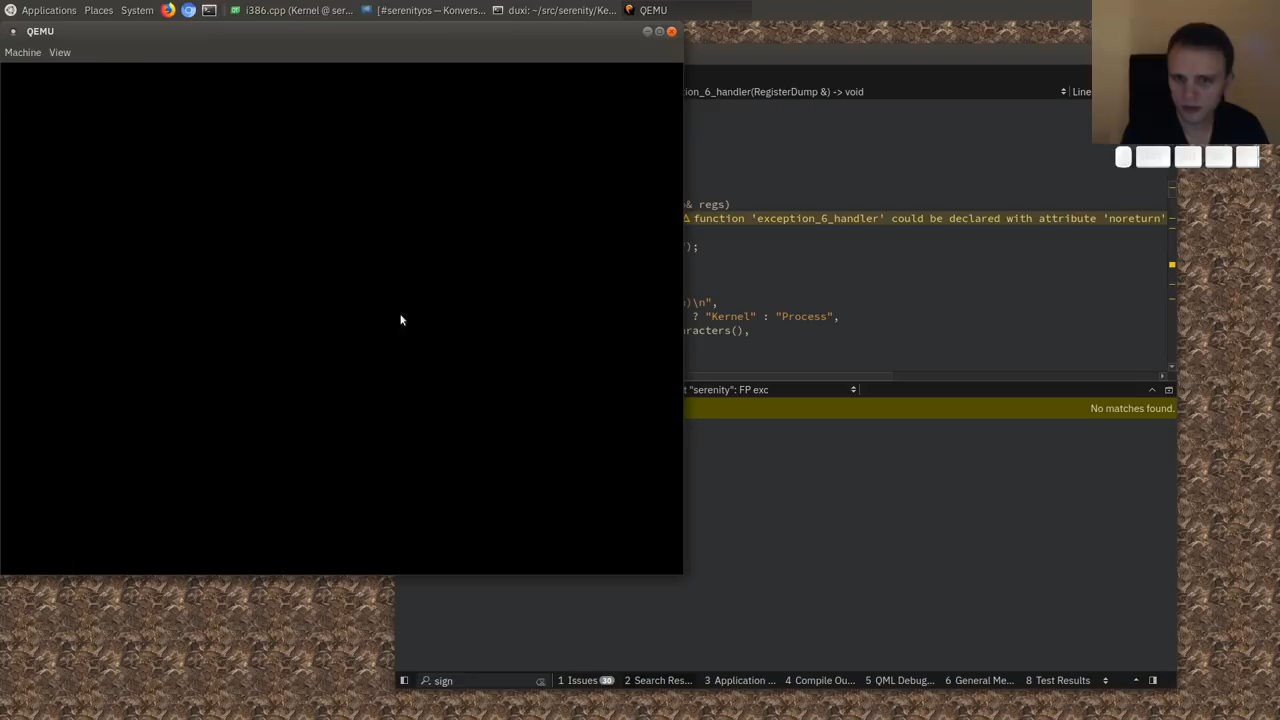 Applications Places System i386.cpp (Kernel @ ser... [#serenityos] - Konvers... duxi: ~/src/serenity/Ke... QEMU
QEMU
Machine View
ion_6_handler(RegisterDump &) -> void Line
& regs)
function 'exception_6_handler' could be declared with attribute 'noreturn'
);
)\n",
? "Kernel" : "Process",
racters(),
t "serenity": FP exc
No matches found.
sign 1 Issues 30 2 Search Res... 3 Application ... 4 Compile Ou... 5 QML Debug... 6 General Me... 8 Test Results